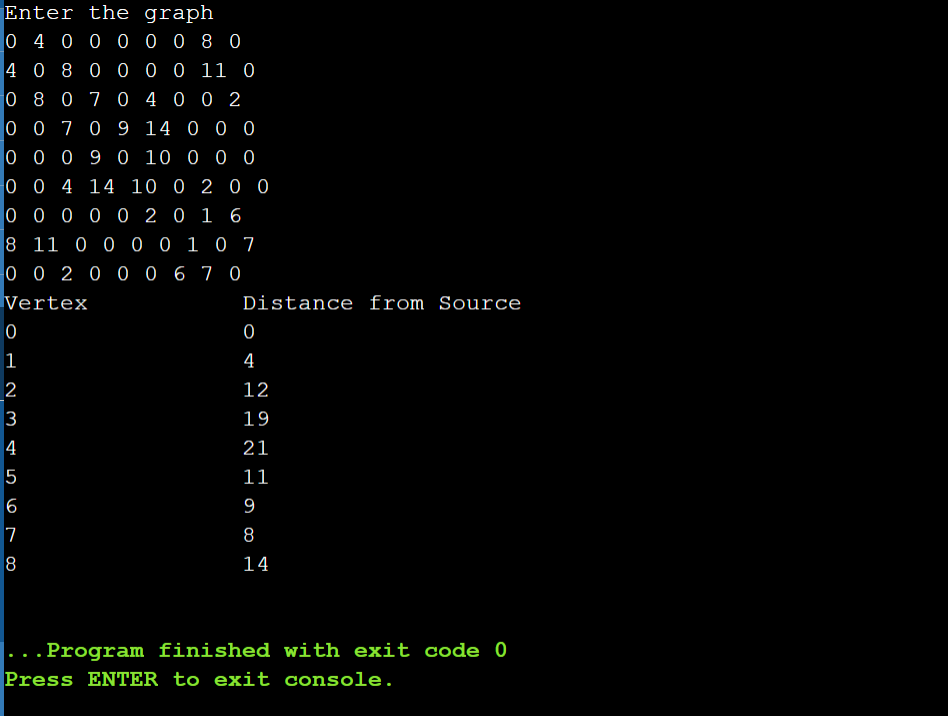 Enter the graph
0 4 0 0 0 0 0 8 0
4 0 8 0 0 0 0 11 0
0 8 0 7 0 4 0 0 2
0 0 7 0 9 14 0 0 0
0 0 0 9 0 10 0 0 0
0 0 4 14 10 0 2 0 0
0 0 0 0 0 2 0 1 6
8 11 0 0 0 0 1 0 7
0 0 2 0 0 0 6 7 0
Vertex Distance from Source
0 0
1 4
2 12
3 19
4 21
5 11
6 9
7 8
8 14
...Program finished with exit code 0
Press ENTER to exit console.